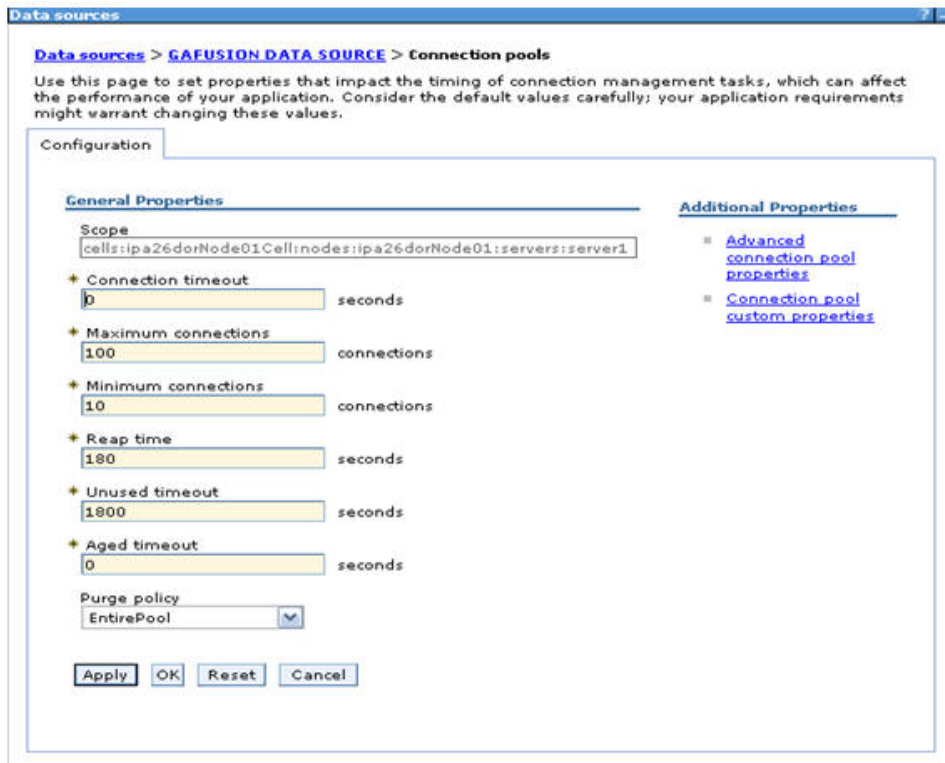 Data sources
?
Data sources > GAFUSION DATA SOURCE > Connection pools
Use this page to set properties that impact the timing of connection management tasks, which can affect
the performance of your application. Consider the default values carefully; your application requirements
might warrant changing these values.
Configuration
General Properties
Scope
cells:ipa26dorNode01Cell:nodes:ipa26dorNode01:servers:server1
* Connection timeout
0 seconds
* Maximum connections
100 connections
* Minimum connections
10 connections
* Reap time
180 seconds
* Unused timeout
1800 seconds
* Aged timeout
0 seconds
Purge policy
EntirePool
Apply OK Reset Cancel
Additional Properties
Advanced
connection pool
properties
Connection pool
custom properties